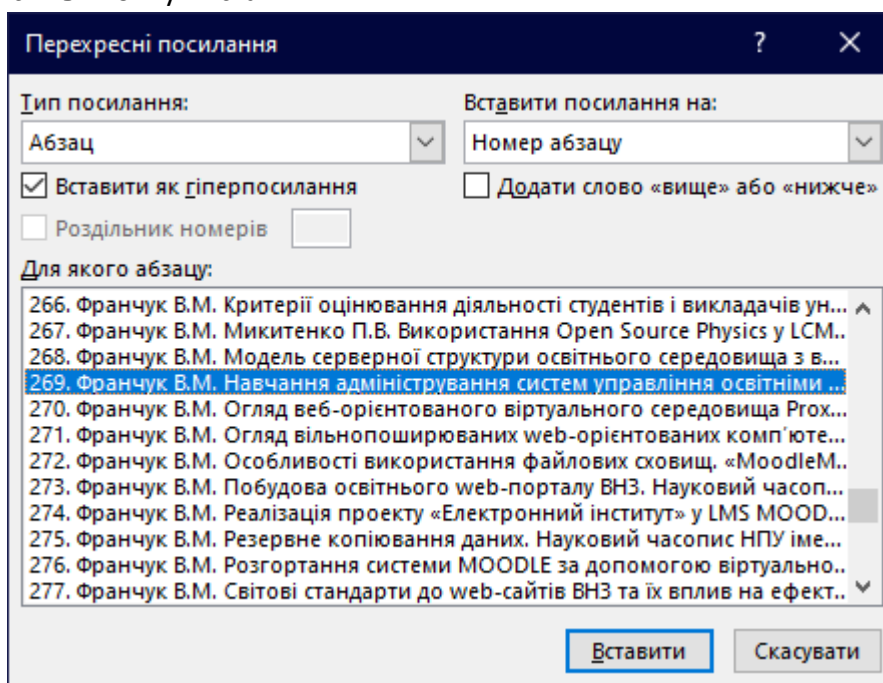 Перехресні посилання
Тип посилання: Вставити посилання на:
Абзац Номер абзацу
Вставити як гіперпосилання Додати слово «вище» або «нижче»
Роздільник номерів
Для якого абзацу:
266. Франчук В.М. Критерії оцінювання діяльності студентів і викладачів ун...
267. Франчук В.М. Микитенко П.В. Використання Open Source Physics у LCM..
268. Франчук В.М. Модель серверної структури освітнього середовища з в...
269. Франчук В.М. Навчання адміністрування систем управління освітніми ...
270. Франчук В.М. Огляд веб-орієнтованого віртуального середовища Prox...
271. Франчук В.М. Огляд вільнопоширюваних web-орієнтованих комп'юте...
272. Франчук В.М. Особливості використання файлових сховищ. «MoodleM..
273. Франчук В.М. Побудова освітнього web-порталу ВНЗ. Науковий часоп...
274. Франчук В.М. Реалізація проекту «Електронний інститут» у LMS MOOD...
275. Франчук В.М. Резервне копіювання даних. Науковий часопис НПУ іме...
276. Франчук В.М. Розгортання системи MOODLE за допомогою віртуально..
277. Франчук В.М. Світові стандарти до web-сайтів ВНЗ та їх вплив на ефект..
Вставити Скасувати